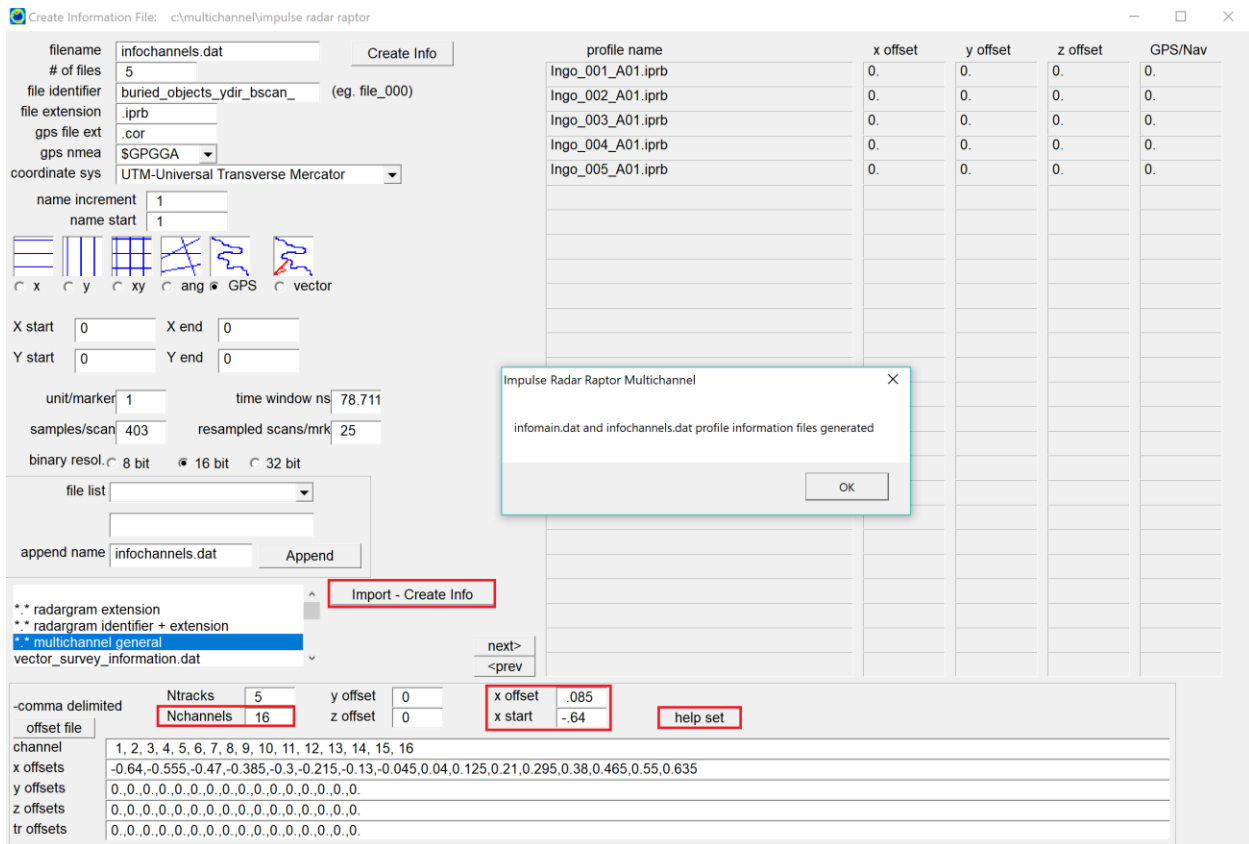 Create Information File:    c:\multichannel\impulse radar raptor
filename infochannels.dat Create Info
# of files 5
file identifier buried_objects_ydir_bscan_ (eg. file_000)
file extension .iprb
gps file ext .cor
gps nmea $GPGGA
coordinate sys UTM-Universal Transverse Mercator
name increment 1
name start 1
x y xy ang GPS vector
X start 0 X end 0
Y start 0 Y end 0
unit/marker 1 time window ns 78.711
samples/scan 403 resampled scans/mrk 25
binary resol. 8 bit 16 bit 32 bit
file list
append name infochannels.dat Append
*.* radargram extension
*.* radargram identifier + extension
*.* multichannel general
vector_survey_information.dat
Import - Create Info
next>
<prev
profile name x offset y offset z offset GPS/Nav
Ingo_001_A01.iprb 0. 0. 0. 0.
Ingo_002_A01.iprb 0. 0. 0. 0.
Ingo_003_A01.iprb 0. 0. 0. 0.
Ingo_004_A01.iprb 0. 0. 0. 0.
Ingo_005_A01.iprb 0. 0. 0. 0.
Impulse Radar Raptor Multichannel
infomain.dat and infochannels.dat profile information files generated
OK
-comma delimited
offset file
Ntracks 5 y offset 0 x offset .085
Nchannels 16 z offset 0 x start -.64 help set
channel 1, 2, 3, 4, 5, 6, 7, 8, 9, 10, 11, 12, 13, 14, 15, 16
x offsets -0.64,-0.555,-0.47,-0.385,-0.3,-0.215,-0.13,-0.045,0.04,0.125,0.21,0.295,0.38,0.465,0.55,0.635
y offsets 0.,0.,0.,0.,0.,0.,0.,0.,0.,0.,0.,0.,0.,0.,0.,0.
z offsets 0.,0.,0.,0.,0.,0.,0.,0.,0.,0.,0.,0.,0.,0.,0.,0.
tr offsets 0.,0.,0.,0.,0.,0.,0.,0.,0.,0.,0.,0.,0.,0.,0.,0.